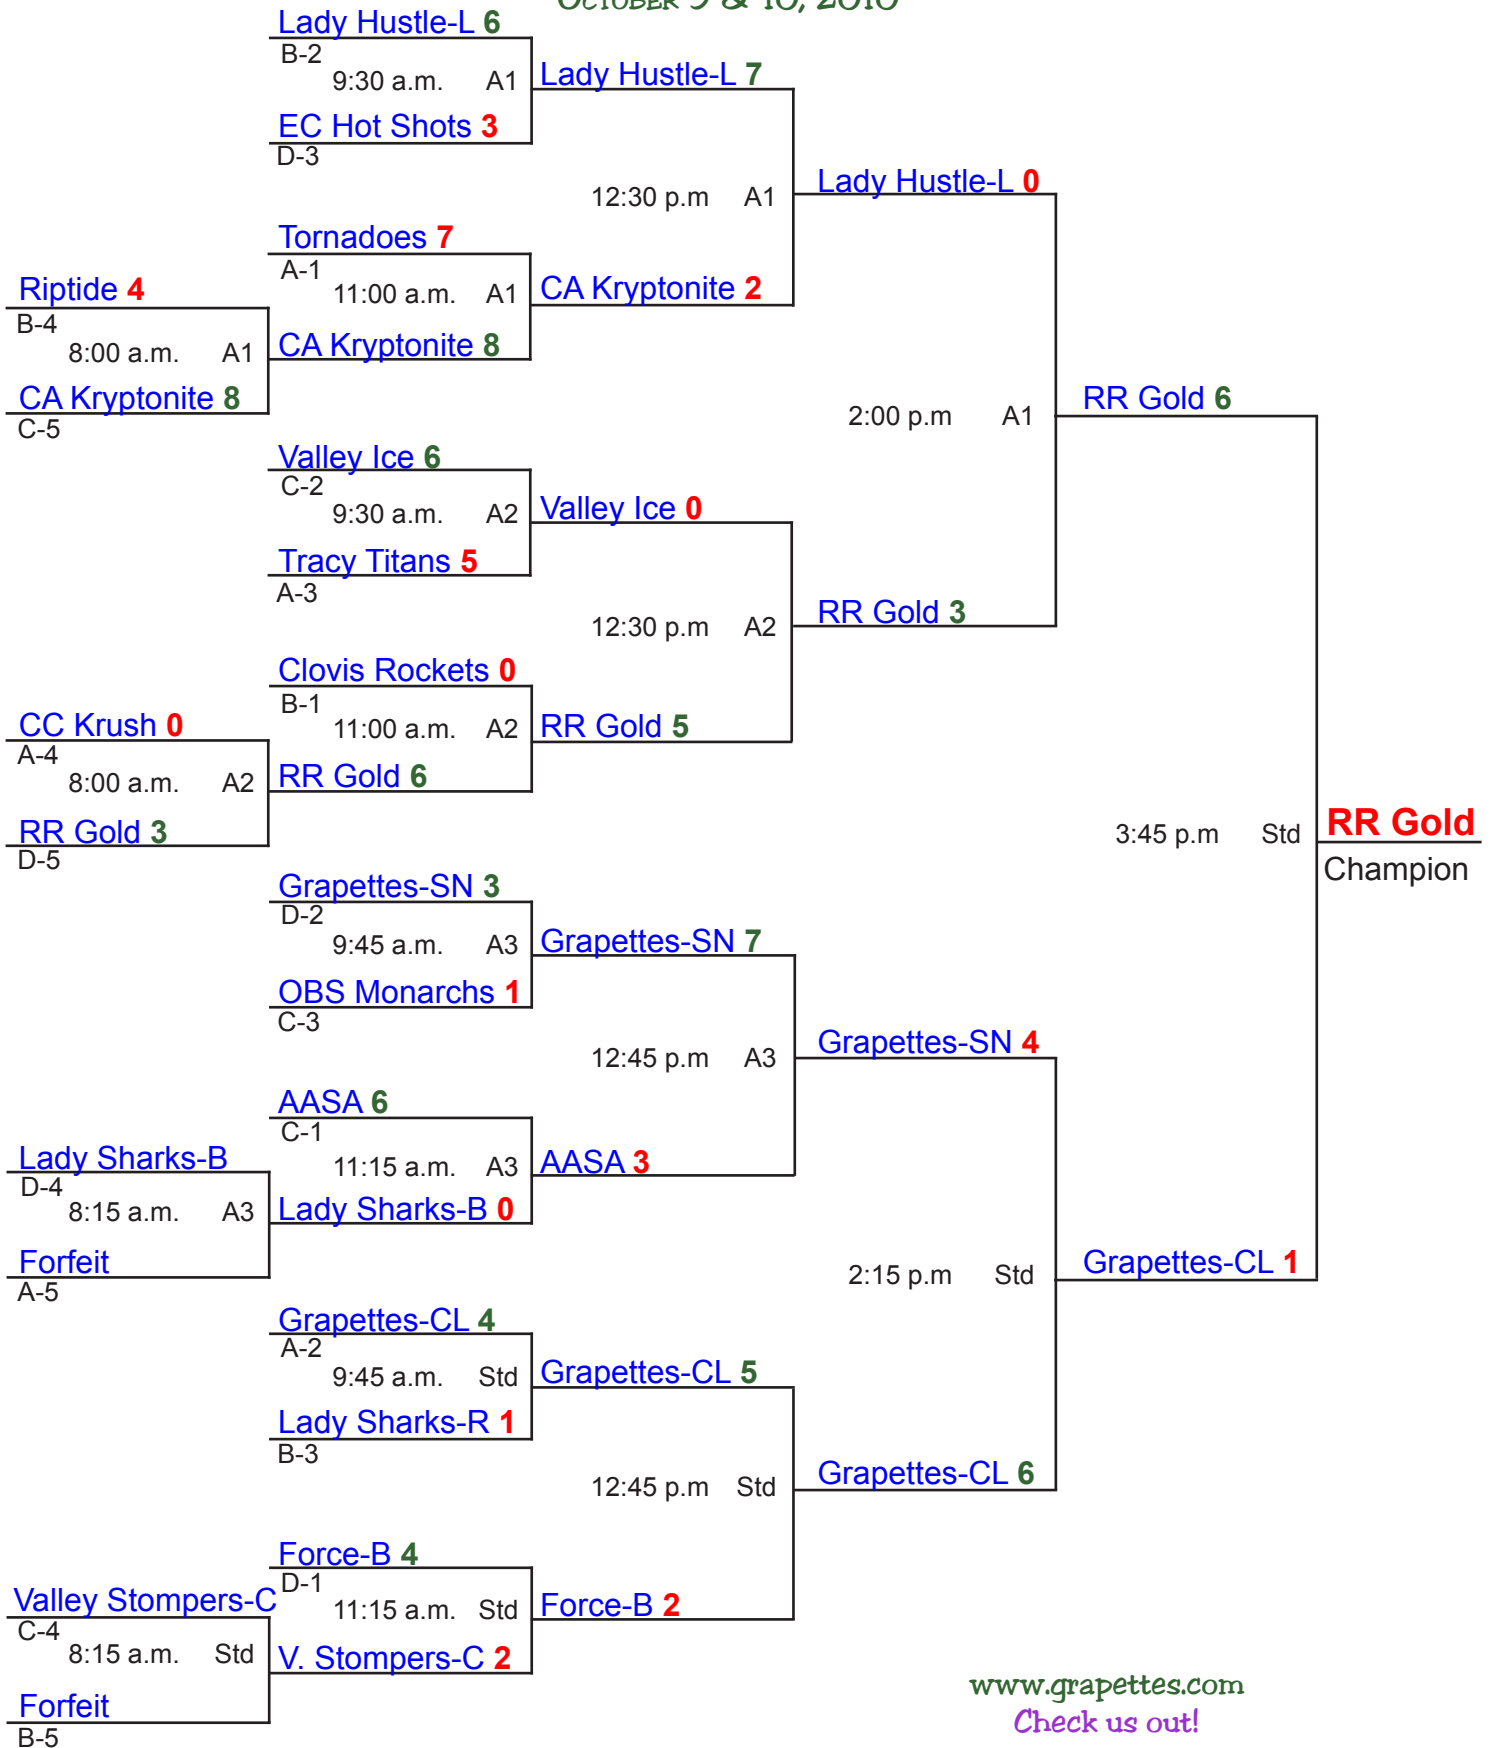 October 9 & 10, 2010
Lady Hustle-L 6
B-2
9:30 a.m. A1
Lady Hustle-L 7
EC Hot Shots 3
D-3
12:30 p.m A1
Lady Hustle-L 0
Tornadoes 7
A-1
11:00 a.m. A1
CA Kryptonite 2
Riptide 4
B-4
8:00 a.m. A1
CA Kryptonite 8
CA Kryptonite 8
C-5
2:00 p.m A1
RR Gold 6
Valley Ice 6
C-2
9:30 a.m. A2
Valley Ice 0
Tracy Titans 5
A-3
12:30 p.m A2
RR Gold 3
Clovis Rockets 0
B-1
11:00 a.m. A2
RR Gold 5
CC Krush 0
A-4
8:00 a.m. A2
RR Gold 6
RR Gold 3
D-5
3:45 p.m Std
RR Gold
Champion
Grapettes-SN 3
D-2
9:45 a.m. A3
Grapettes-SN 7
OBS Monarchs 1
C-3
12:45 p.m A3
Grapettes-SN 4
AASA 6
C-1
11:15 a.m. A3
AASA 3
Lady Sharks-B
D-4
8:15 a.m. A3
Lady Sharks-B 0
Forfeit
A-5
2:15 p.m Std
Grapettes-CL 1
Grapettes-CL 4
A-2
9:45 a.m. Std
Grapettes-CL 5
Lady Sharks-R 1
B-3
12:45 p.m Std
Grapettes-CL 6
Force-B 4
D-1
11:15 a.m. Std
Force-B 2
Valley Stompers-C
C-4
8:15 a.m. Std
V. Stompers-C 2
Forfeit
B-5
www.grapettes.com
Check us out!